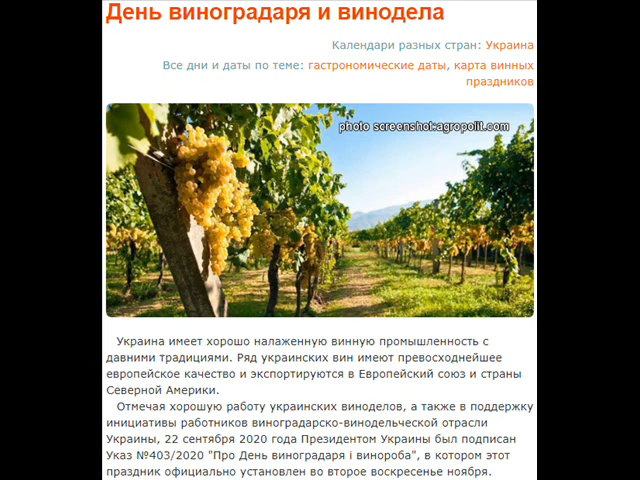 День виноградаря и винодела
Календари разных стран: Украина
Все дни и даты по теме: гастрономические даты, карта винных
праздников
photo screenshot:agropolit.com
Украина имеет хорошо налаженную винную промышленность с
давними традициями. Ряд украинских вин имеют превосходнейшее
европейское качество и экспортируются в Европейский союз и страны
Северной Америки.
Отмечая хорошую работу украинских виноделов, а также в поддержку
инициативы работников виноградарско-винодельческой отрасли
Украины, 22 сентября 2020 года Президентом Украины был подписан
Указ №403/2020 "Про День виноградаря і винороба", в котором этот
праздник официально установлен во второе воскресенье ноября.